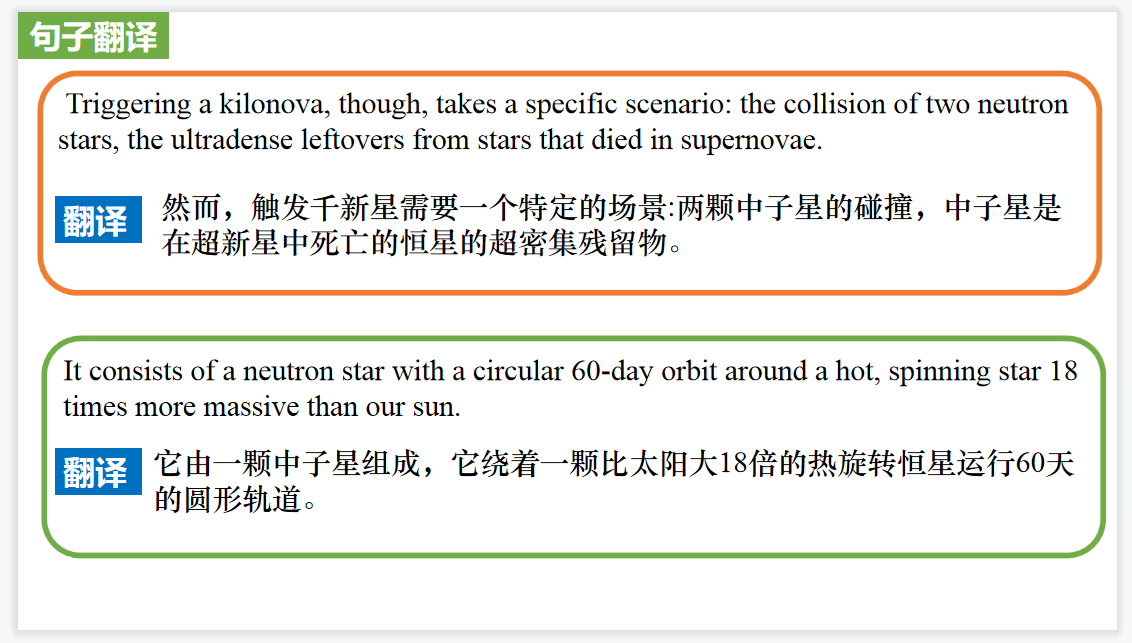 句子翻译
Triggering a kilonova, though, takes a specific scenario: the collision of two neutron
stars, the ultradense leftovers from stars that died in supernovae.
翻译
然而，触发千新星需要一个特定的场景:两颗中子星的碰撞，中子星是
在超新星中死亡的恒星的超密集残留物。
It consists of a neutron star with a circular 60-day orbit around a hot, spinning star 18
times more massive than our sun.
翻译
它由一颗中子星组成，它绕着一颗比太阳大18倍的热旋转恒星运行60天
的圆形轨道。